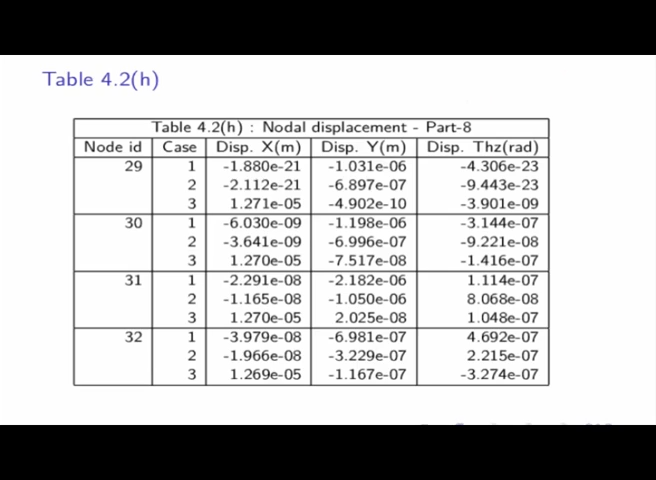 Table 4.2(h)
Table 4.2(h) : Nodal displacement - Part-8
Node id Case Disp. X(m) Disp. Y(m) Disp. Thz(rad)
29 1 -1.880e-21 -1.031e-06 -4.306e-23
2 -2.112e-21 -6.897e-07 -9.443e-23
3 1.271e-05 -4.902e-10 -3.901e-09
30 1 -6.030e-09 -1.198e-06 -3.144e-07
2 -3.641e-09 -6.996e-07 -9.221e-08
3 1.270e-05 -7.517e-08 -1.416e-07
31 1 -2.291e-08 -2.182e-06 1.114e-07
2 -1.165e-08 -1.050e-06 8.068e-08
3 1.270e-05 2.025e-08 1.048e-07
32 1 -3.979e-08 -6.981e-07 4.692e-07
2 -1.966e-08 -3.229e-07 2.215e-07
3 1.269e-05 -1.167e-07 -3.274e-07